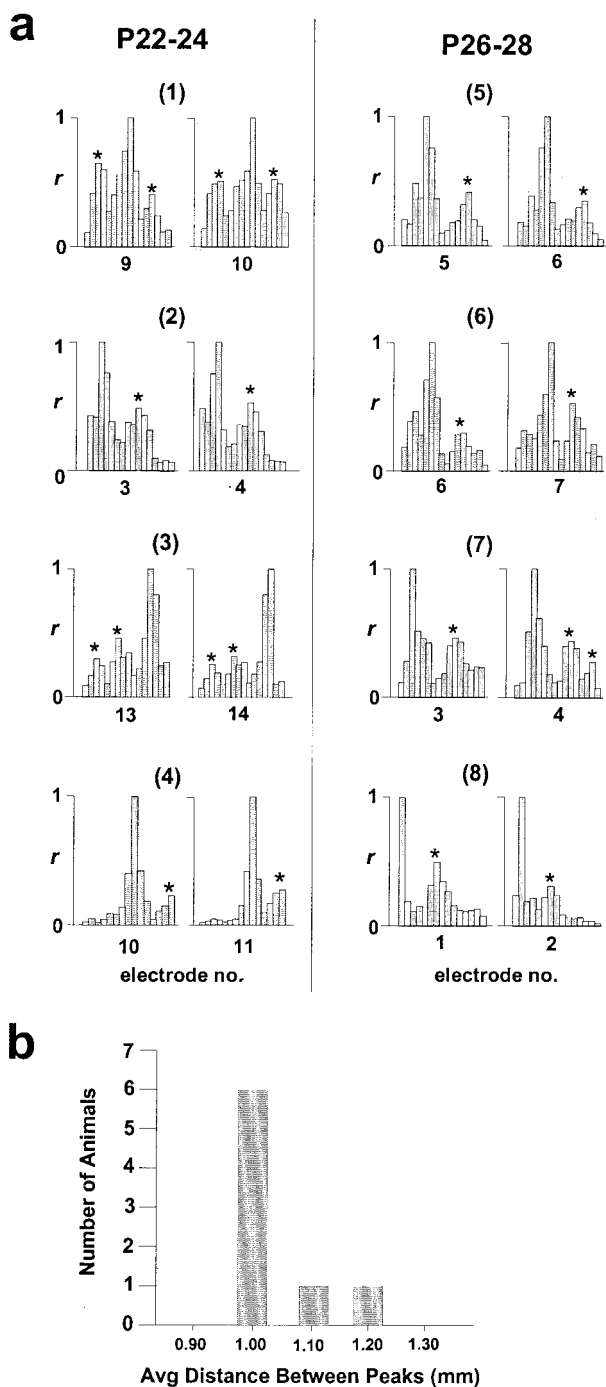 a
P22-24 P26-28
(1) (5)
1 1
* * * * * *
r r
0 0
9 10 5 6
(2) (6)
1 1
* * * *
r r
0 0
3 4 6 7
(3) (7)
1 1
* * * * * * *
r r
0 0
13 14 3 4
(4) (8)
1 1
* * * *
r r
0 0
10 11 1 2
electrode no. electrode no.
b
7
6
5
4
3
2
1
0
Number of Animals
0.90 1.00 1.10 1.20 1.30
Avg Distance Between Peaks (mm)